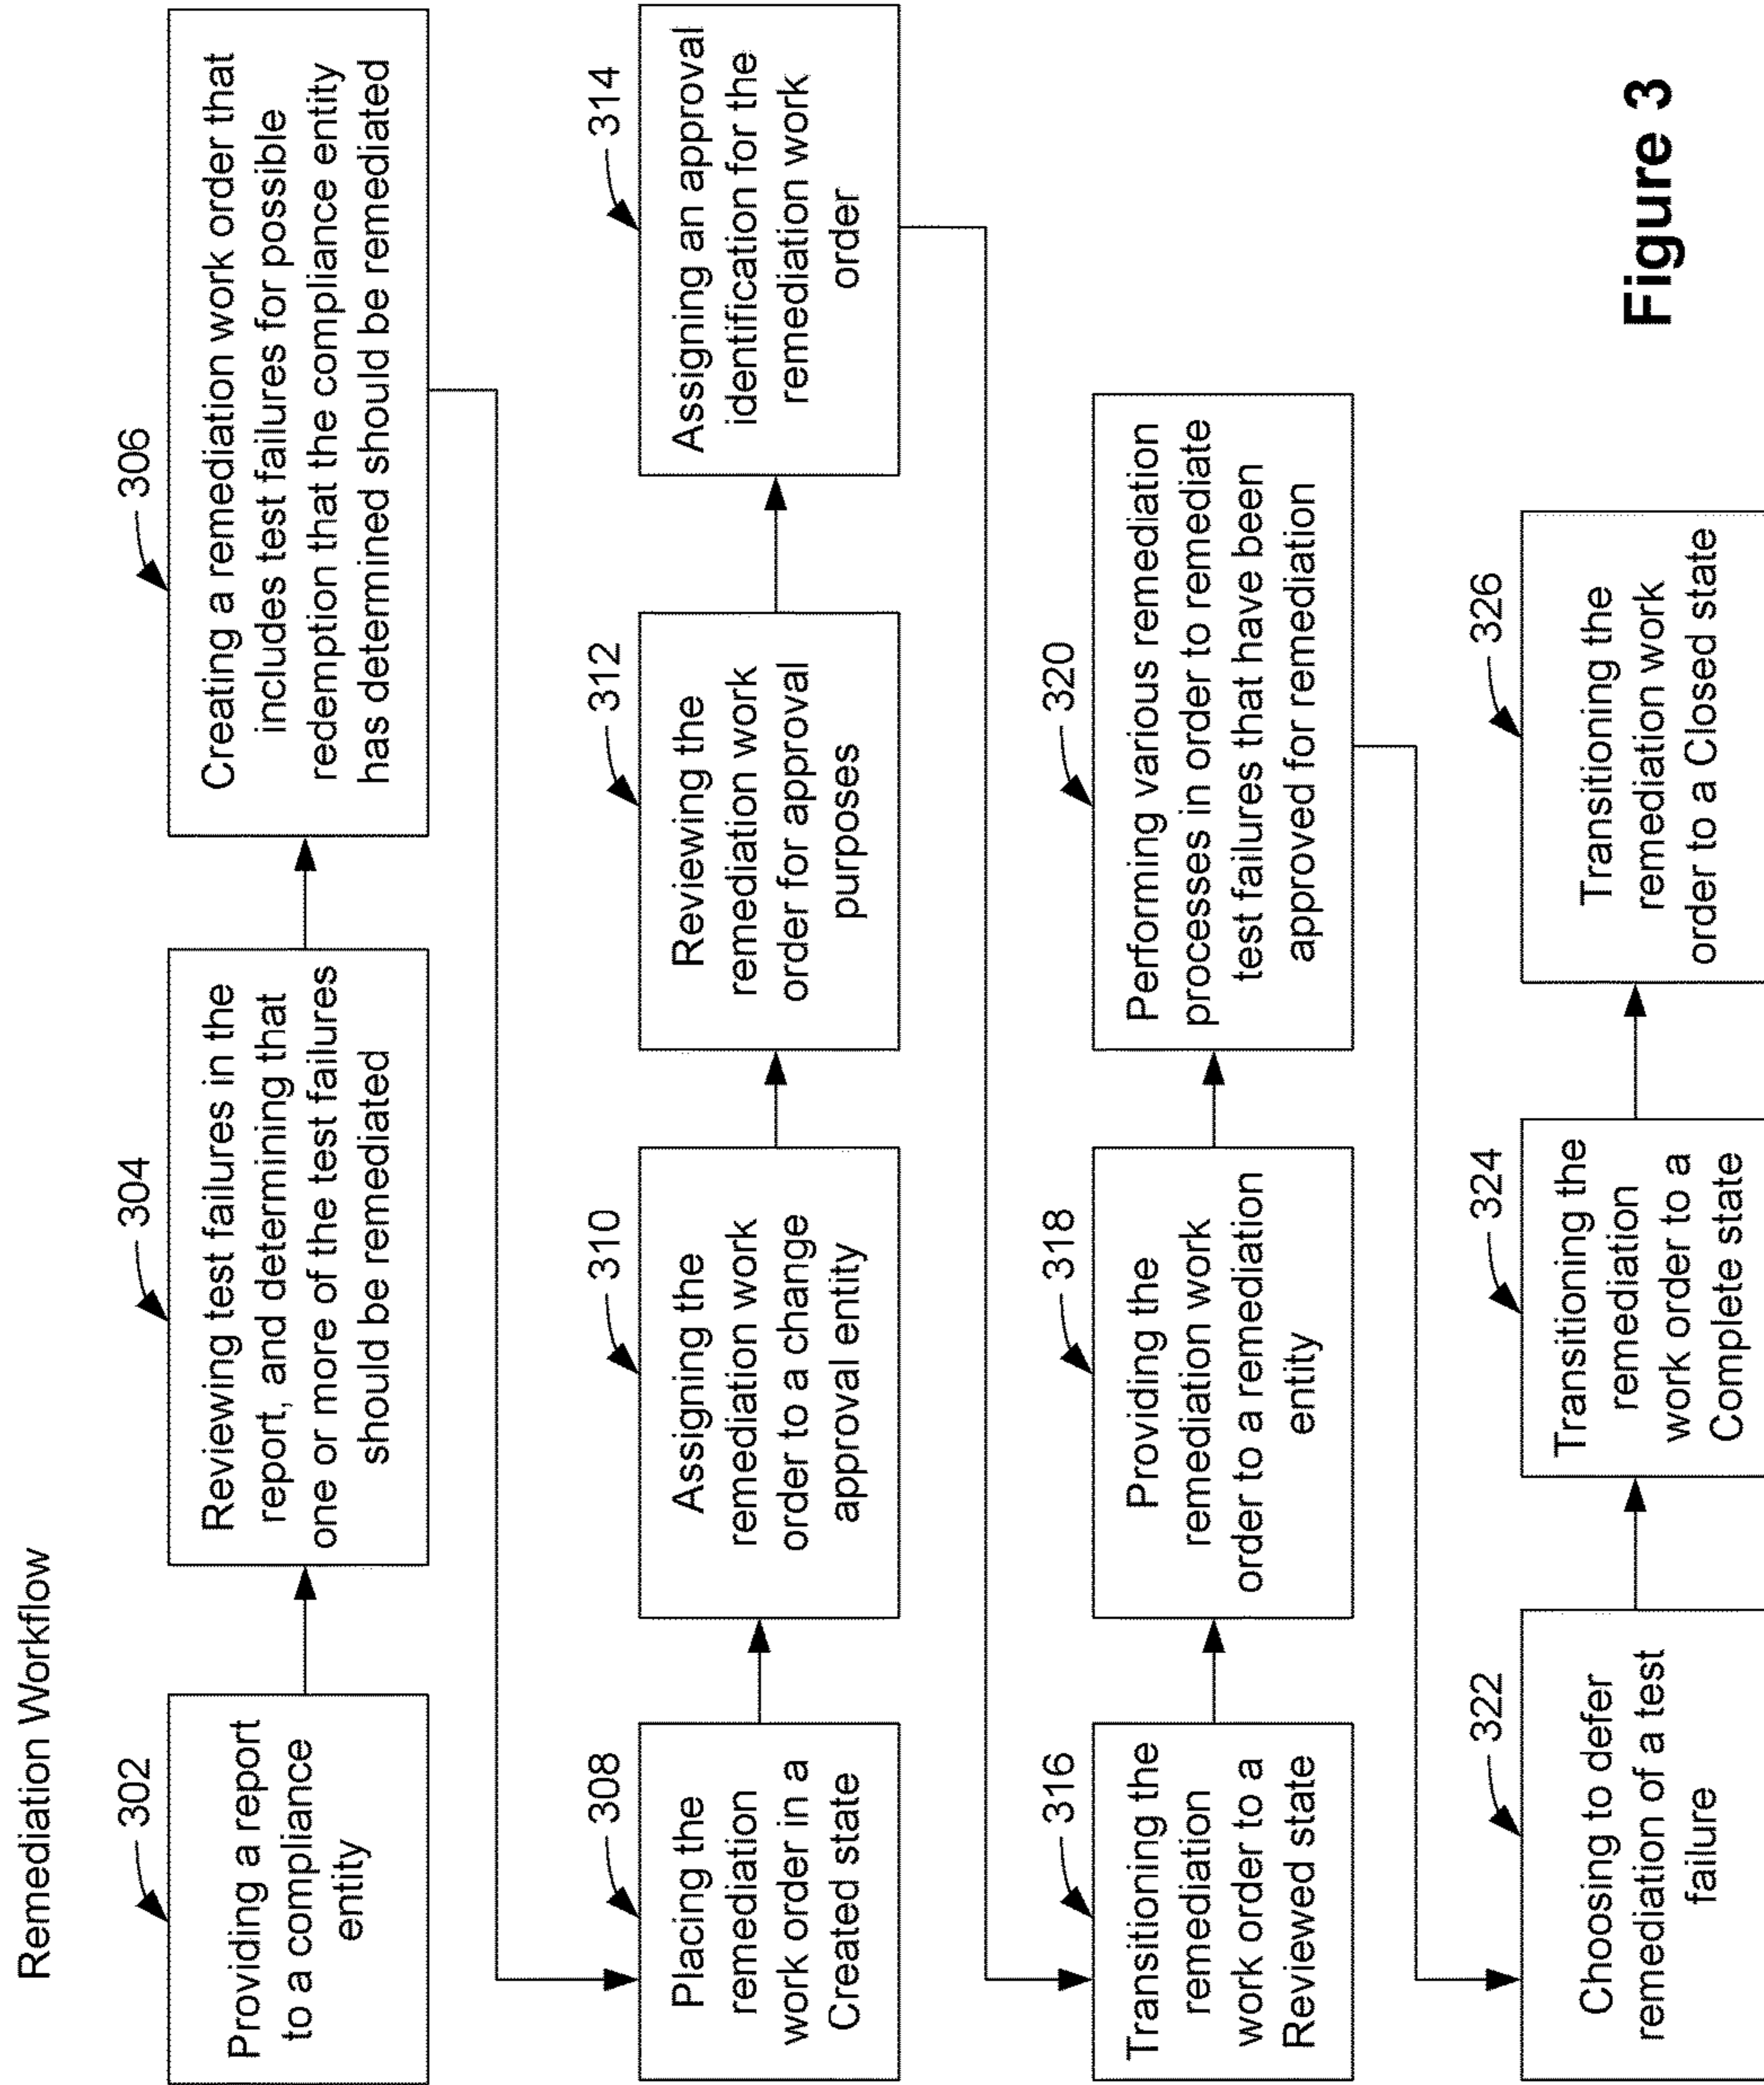 Remediation Workflow
302
Providing a report
to a compliance
entity
304
Reviewing test failures in the
report, and determining that
one or more of the test failures
should be remediated
306
Creating a remediation work order that
includes test failures for possible
redemption that the compliance entity
has determined should be remediated
308
Placing the
remediation
work order in a
Created state
310
Assigning the
remediation work
order to a change
approval entity
312
Reviewing the
remediation work
order for approval
purposes
314
Assigning an approval
identification for the
remediation work
order
316
Transitioning the
remediation
work order to a
Reviewed state
318
Providing the
remediation work
order to a remediation
entity
320
Performing various remediation
processes in order to remediate
test failures that have been
approved for remediation
322
Choosing to defer
remediation of a test
failure
324
Transitioning the
remediation
work order to a
Complete state
326
Transitioning the
remediation work
order to a Closed state
Figure 3